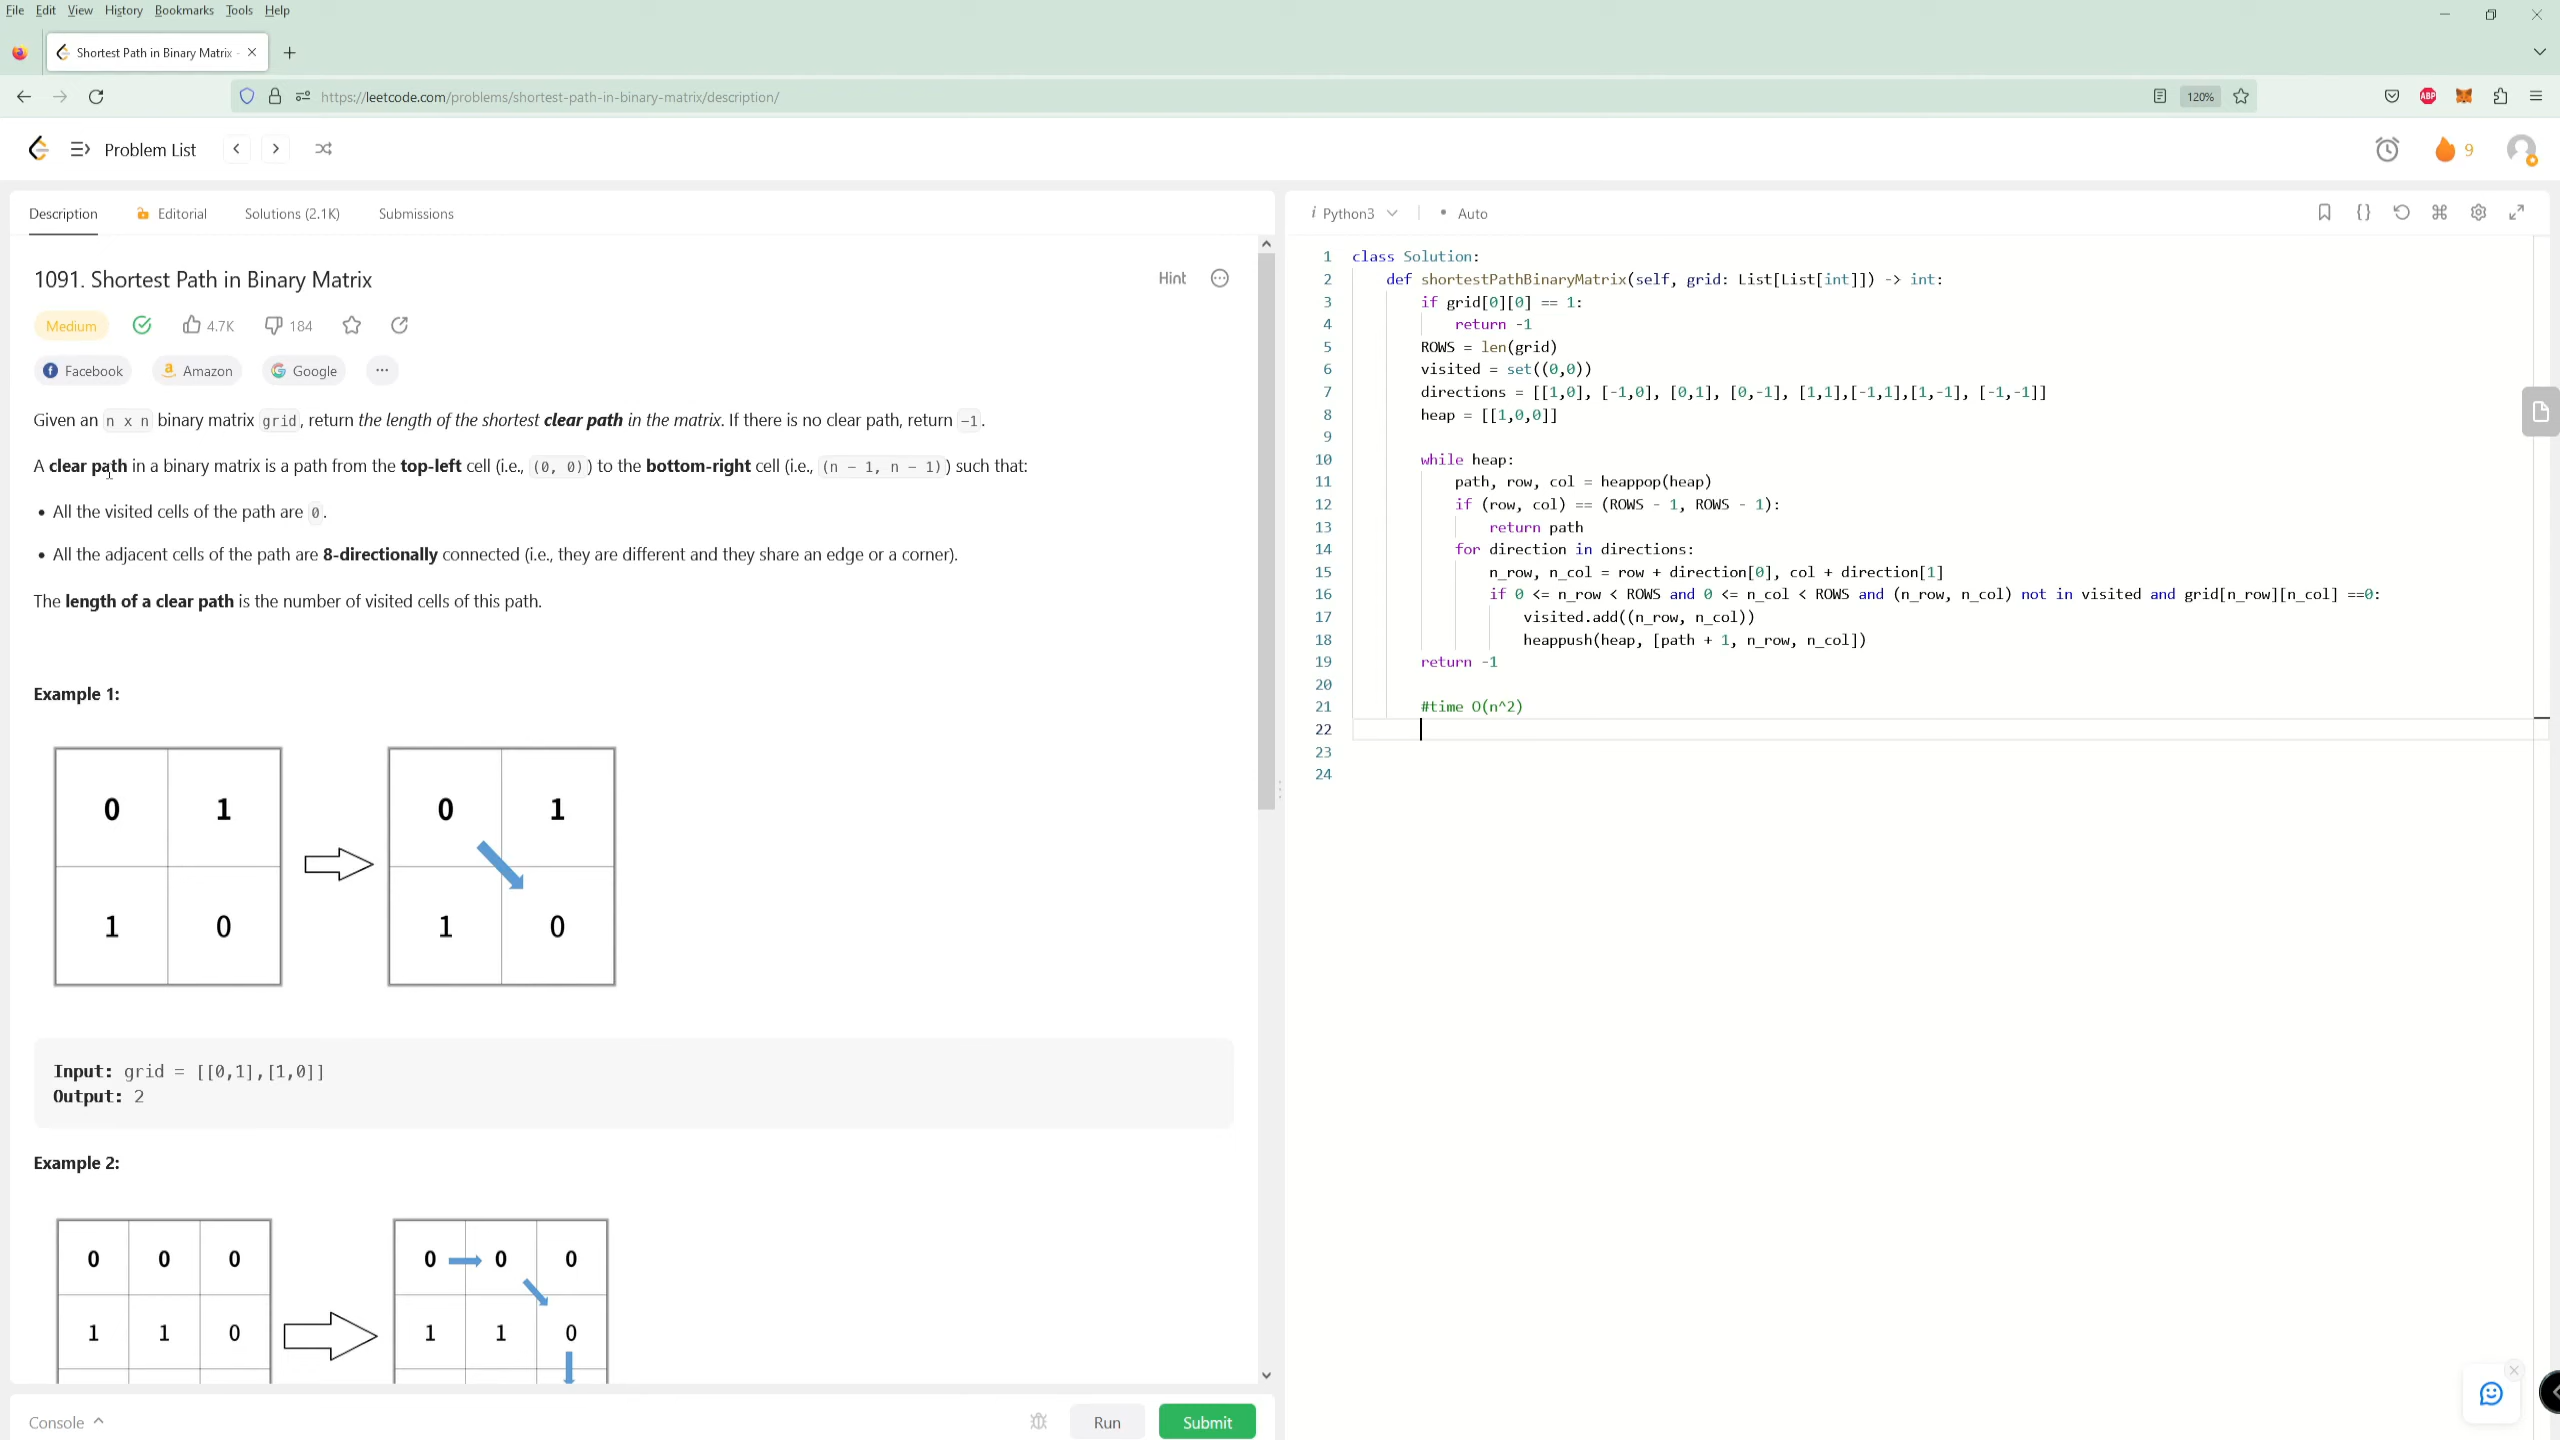 File Edit View History Bookmarks Tools Help
Shortest Path in Binary Matrix -
https://leetcode.com/problems/shortest-path-in-binary-matrix/description/
120%
ABP
Problem List
9
Description Editorial Solutions (2.1K) Submissions
1091. Shortest Path in Binary Matrix
Hint
Medium 4.7K 184
Facebook Amazon Google ...
Given an n x n binary matrix grid, return the length of the shortest clear path in the matrix. If there is no clear path, return -1.
A clear path in a binary matrix is a path from the top-left cell (i.e., (0, 0)) to the bottom-right cell (i.e., (n - 1, n - 1)) such that:
• All the visited cells of the path are 0.
• All the adjacent cells of the path are 8-directionally connected (i.e., they are different and they share an edge or a corner).
The length of a clear path is the number of visited cells of this path.
Example 1:
0 1 0 1
1 0 1 0
Input: grid = [[0,1],[1,0]]
Output: 2
Example 2:
0 0 0 0 0 0
1 1 0 1 1 0
Console
Run
Submit
i Python3
• Auto
1 class Solution:
2 def shortestPathBinaryMatrix(self, grid: List[List[int]]) -> int:
3 if grid[0][0] == 1:
4 return -1
5 ROWS = len(grid)
6 visited = set((0,0))
7 directions = [[1,0], [-1,0], [0,1], [0,-1], [1,1],[-1,1],[1,-1], [-1,-1]]
8 heap = [[1,0,0]]
9
10 while heap:
11 path, row, col = heappop(heap)
12 if (row, col) == (ROWS - 1, ROWS - 1):
13 return path
14 for direction in directions:
15 n_row, n_col = row + direction[0], col + direction[1]
16 if 0 <= n_row < ROWS and 0 <= n_col < ROWS and (n_row, n_col) not in visited and grid[n_row][n_col] ==0:
17 visited.add((n_row, n_col))
18 heappush(heap, [path + 1, n_row, n_col])
19 return -1
20
21 #time O(n^2)
22
23
24